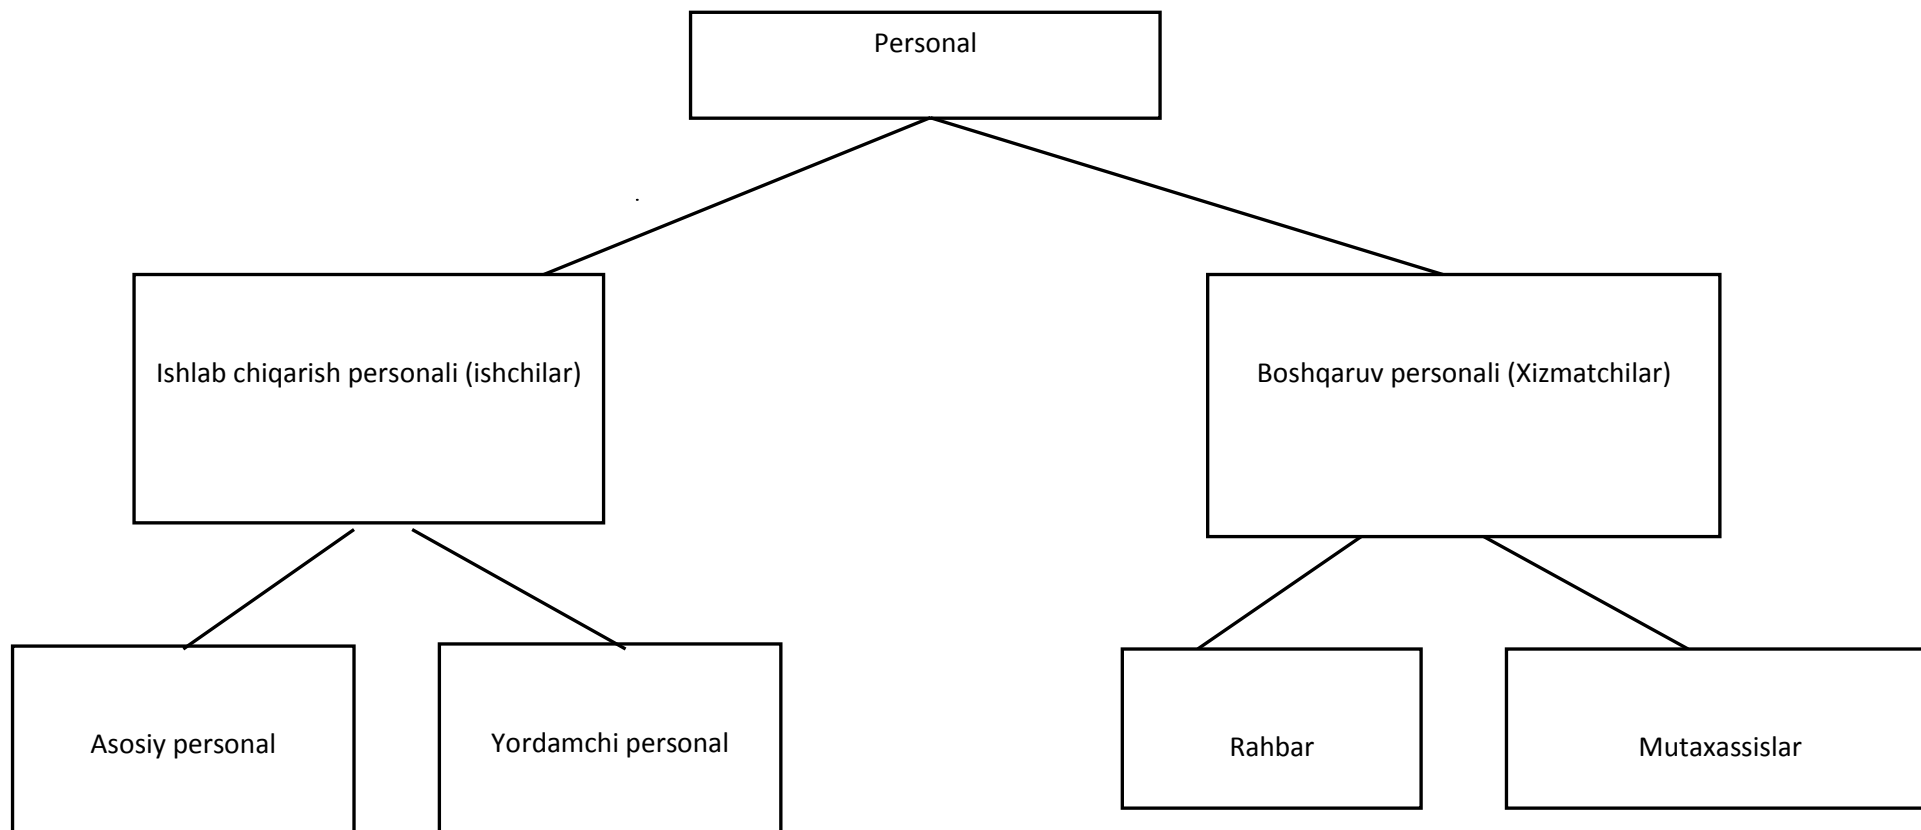 Personal
Ishlab chiqarish personali (ishchilar)
Boshqaruv personali (Xizmatchilar)
Asosiy personal
Yordamchi personal
Rahbar
Mutaxassislar